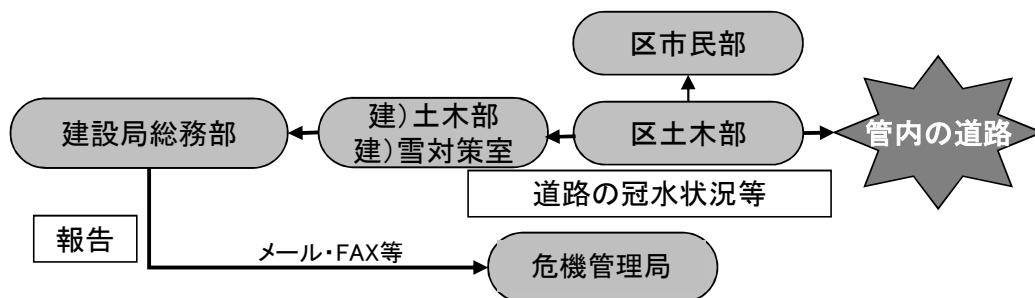 区市民部
建設局総務部
建）土木部
建）雪対策室
区土木部
管内の道路
道路の冠水状況等
報告
メール・FAX等
危機管理局